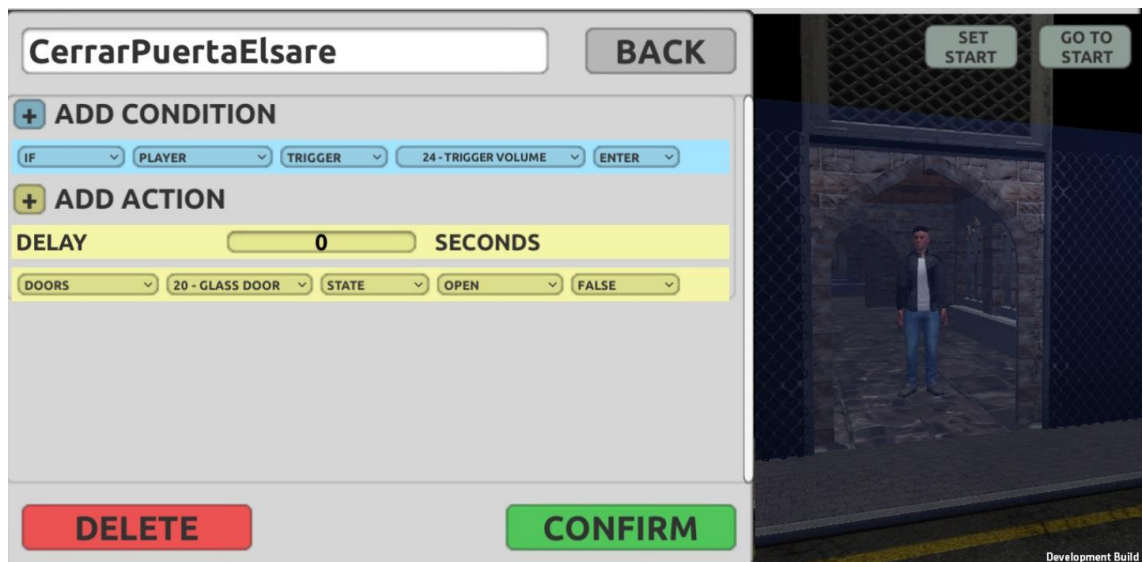 CerrarPuertaElsare BACK
SET START
GO TO START
+ ADD CONDITION
IF PLAYER TRIGGER 24 - TRIGGER VOLUME ENTER
+ ADD ACTION
DELAY 0 SECONDS
DOORS 20 - GLASS DOOR STATE OPEN FALSE
DELETE CONFIRM
Development Build